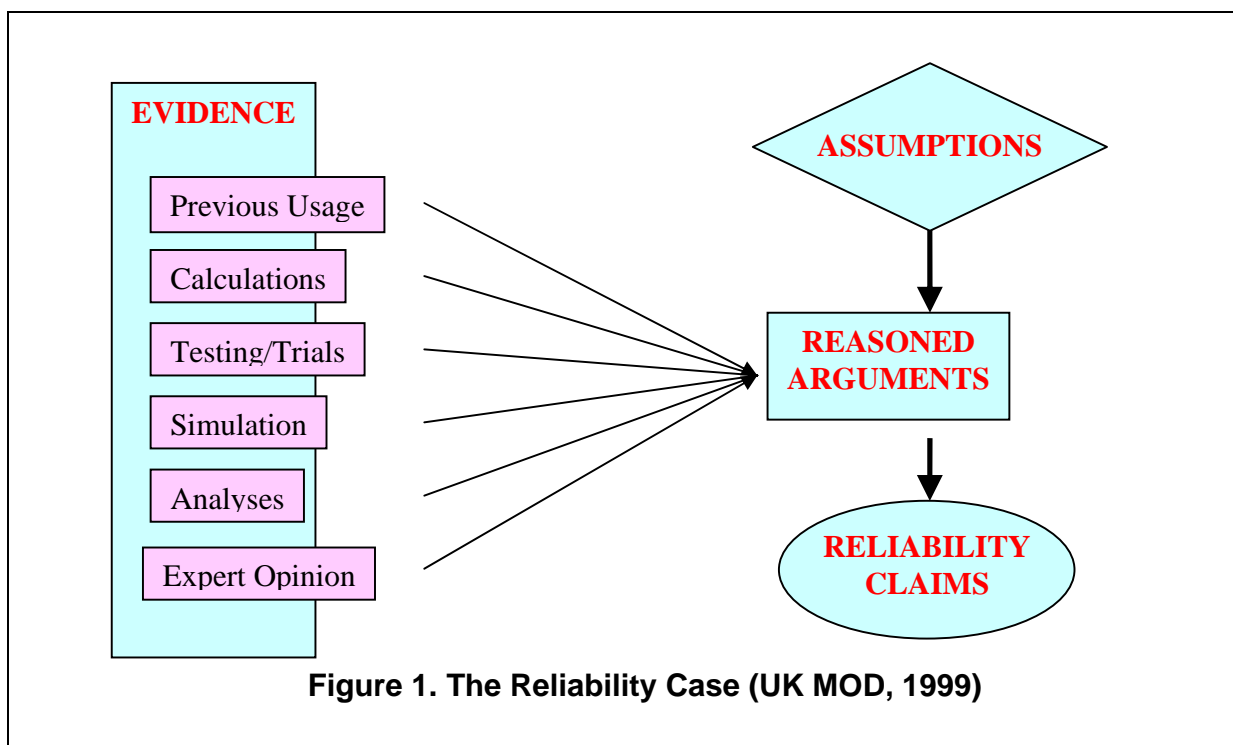 EVIDENCE
Previous Usage
Calculations
Testing/Trials
Simulation
Analyses
Expert Opinion
ASSUMPTIONS
REASONED
ARGUMENTS
RELIABILITY
CLAIMS
Figure 1. The Reliability Case (UK MOD, 1999)